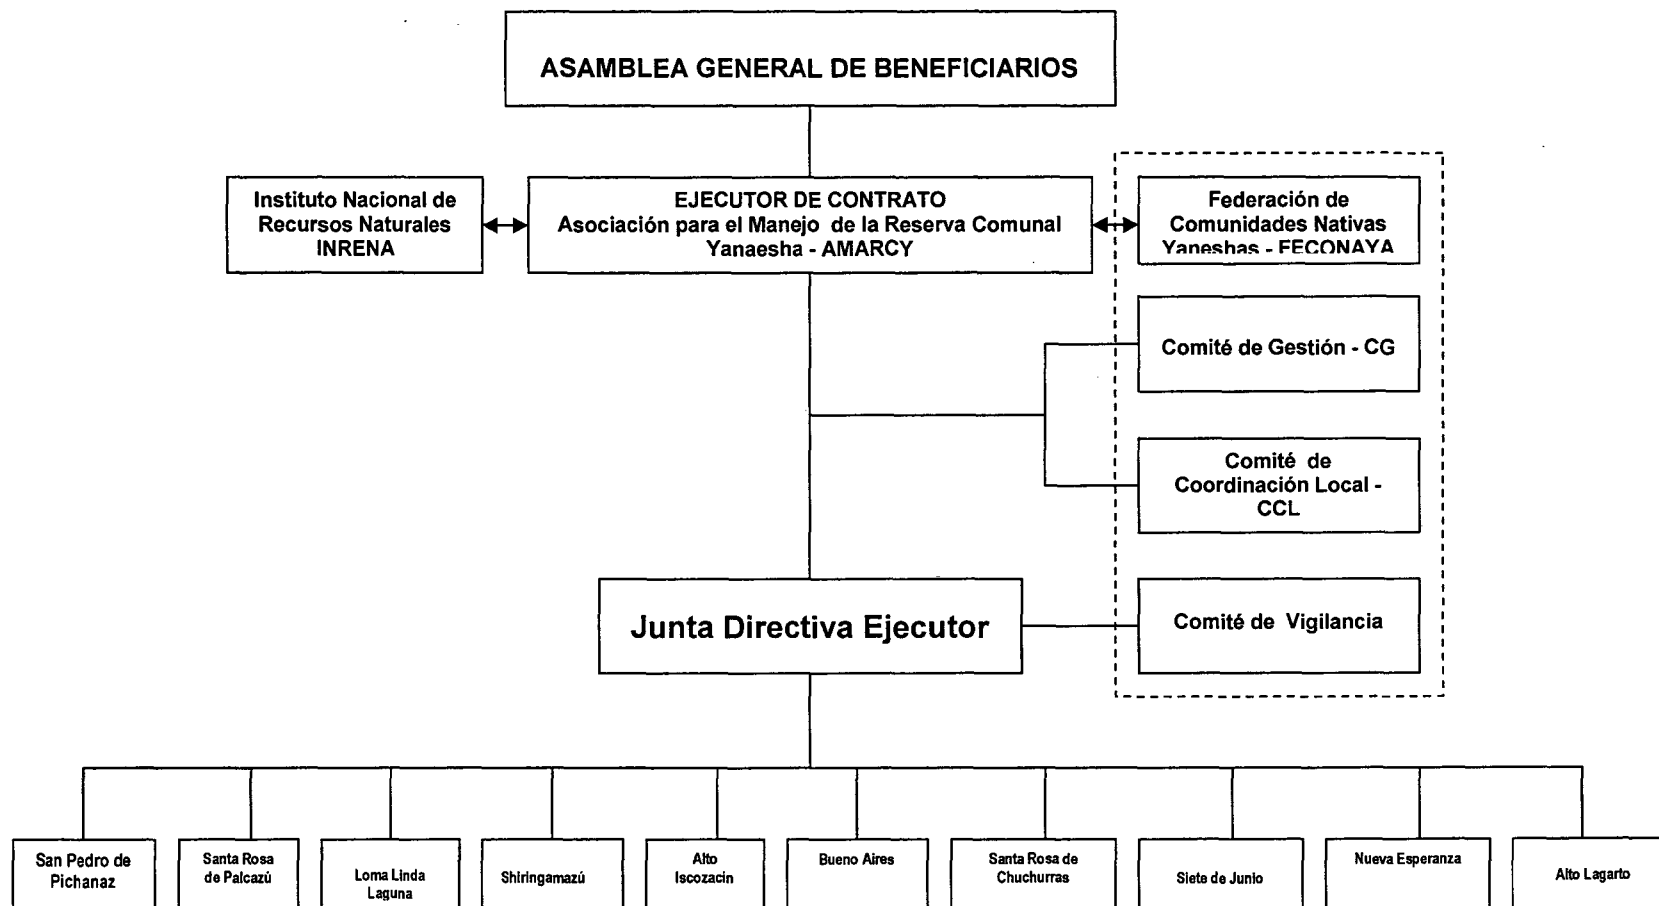 ASAMBLEA GENERAL DE BENEFICIARIOS
Instituto Nacional de
Recursos Naturales
INRENA
EJECUTOR DE CONTRATO
Asociación para el Manejo de la Reserva Comunal
Yanaesha - AMARCY
Federación de
Comunidades Nativas
Yaneshas - FECONAYA
Comité de Gestión - CG
Comité de
Coordinación Local -
CCL
Junta Directiva Ejecutor
Comité de Vigilancia
San Pedro de
Pichanaz
Santa Rosa
de Palcazú
Loma Linda
Laguna
Shiringamazú
Alto
Iscozacin
Bueno Aires
Santa Rosa de
Chuchurras
Siete de Junio
Nueva Esperanza
Alto Lagarto